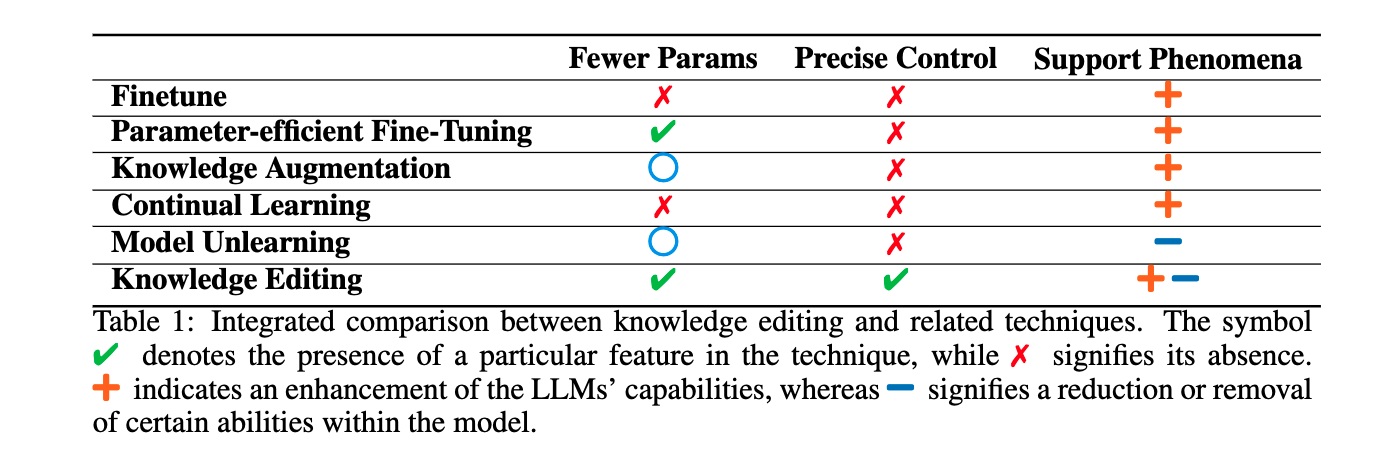 Fewer Params Precise Control Support Phenomena
Finetune ✗ ✗ +
Parameter-efficient Fine-Tuning ✔ ✗ +
Knowledge Augmentation ○ ✗ +
Continual Learning ✗ ✗ +
Model Unlearning ○ ✗ −
Knowledge Editing ✔ ✔ + −
Table 1: Integrated comparison between knowledge editing and related techniques. The symbol
✔ denotes the presence of a particular feature in the technique, while ✗ signifies its absence.
+ indicates an enhancement of the LLMs’ capabilities, whereas − signifies a reduction or removal
of certain abilities within the model.